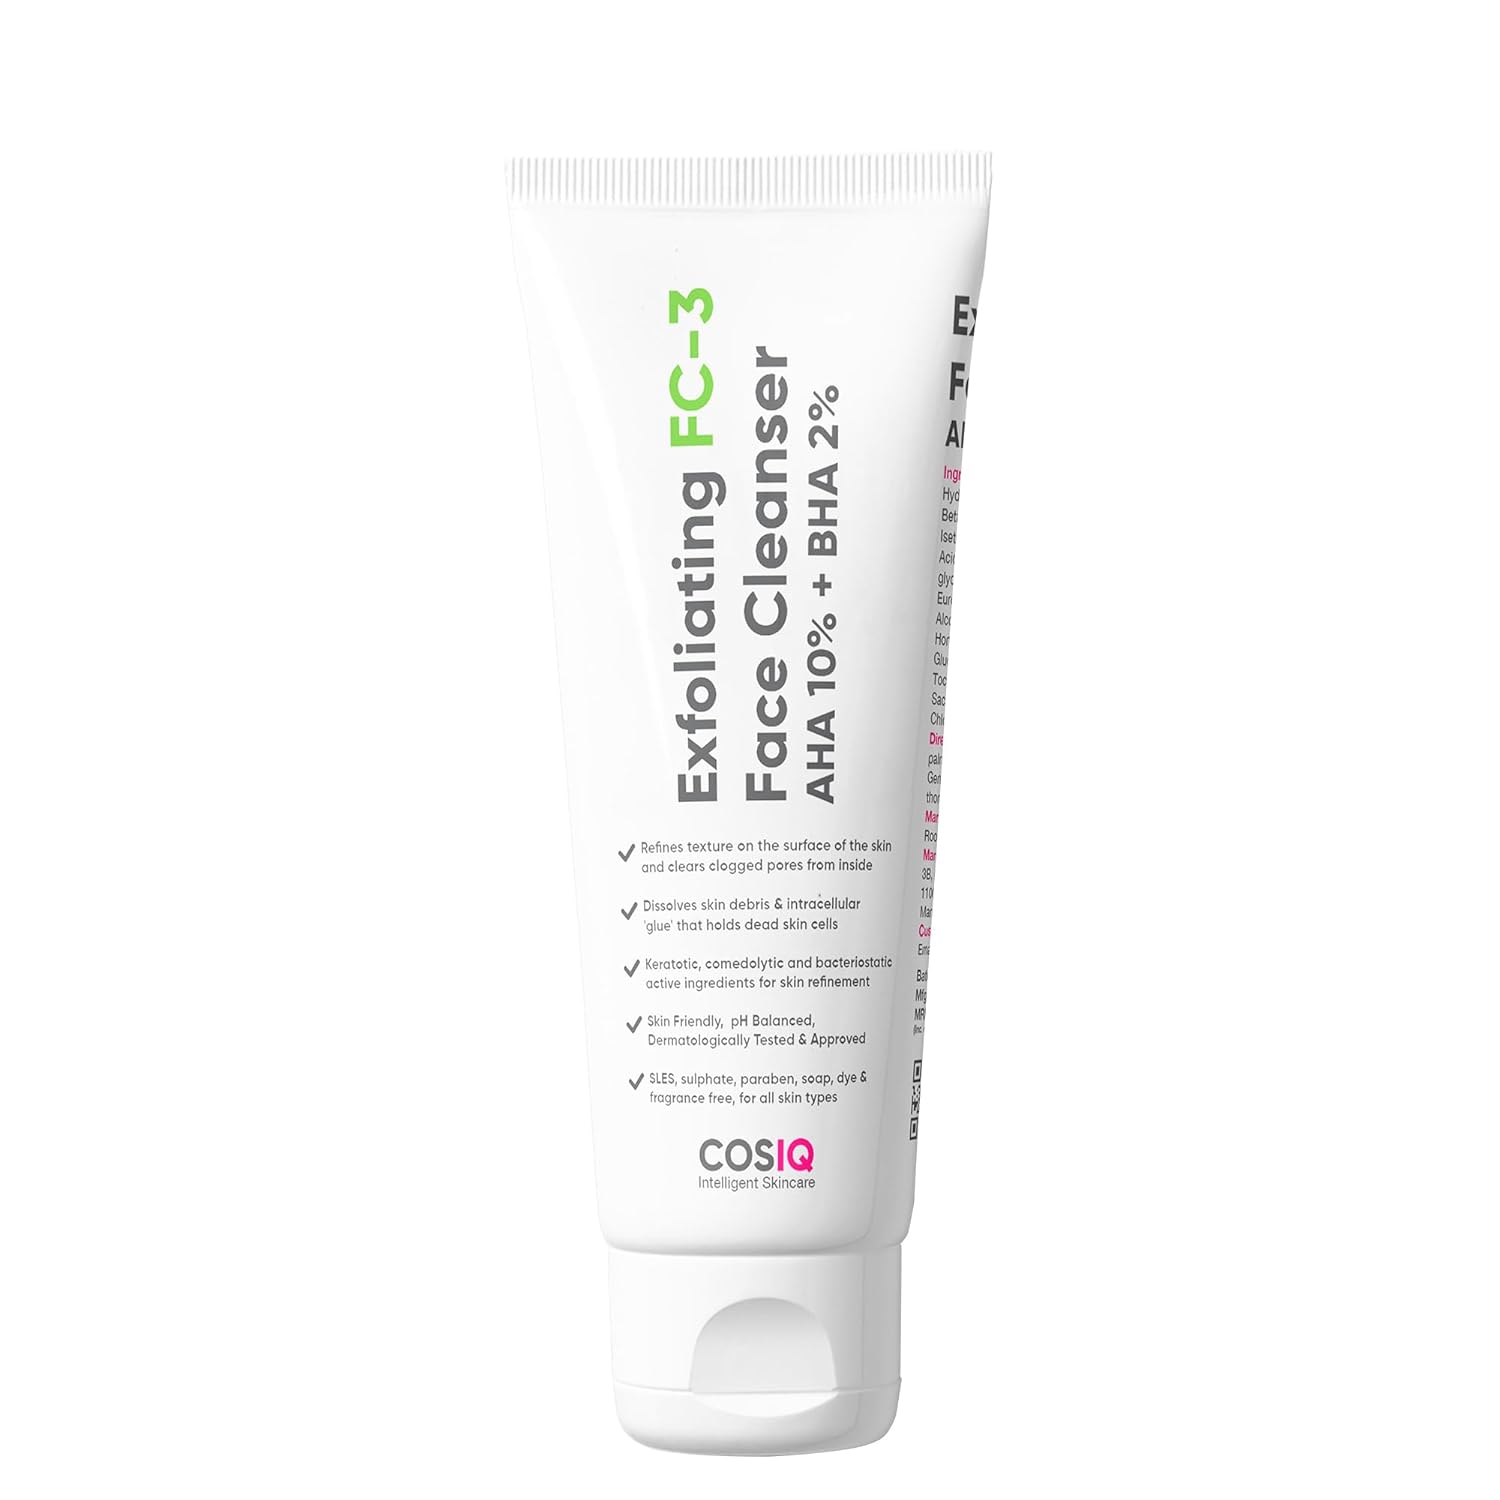 Exfoliating FC-3
Face Cleanser
AHA 10% + BHA 2%
Refines texture on the surface of the skin
and clears clogged pores from inside
Dissolves skin debris & intracellular
'glue' that holds dead skin cells
Keratotic, comedolytic and bacteriostatic
active ingredients for skin refinement
Skin Friendly, pH Balanced,
Dermatologically Tested & Approved
SLES, sulphate, paraben, soap, dye &
fragrance free, for all skin types
COSIQ
Intelligent Skincare